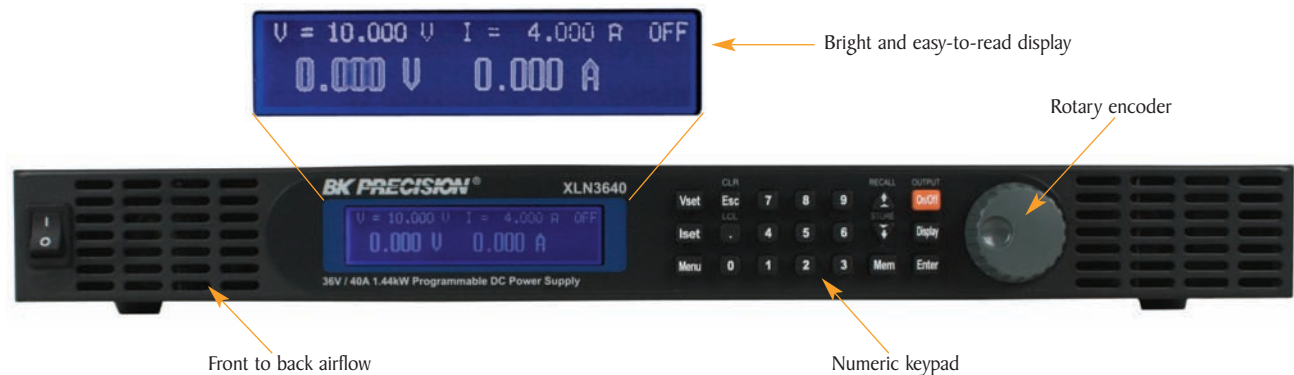 V = 10.000 V I = 4.000 A OFF
0.000 V 0.000 A
Bright and easy-to-read display
Rotary encoder
BK PRECISION®
XLN3640
V = 10.000 V I = 4.000 A OFF
0.000 V 0.000 A
36V / 40A 1.44kW Programmable DC Power Supply
CLR RECALL OUTPUT
Vset Esc 7 8 9 On/Off
LCL STORE
Iset . 4 5 6 Display
Menu 0 1 2 3 Mem Enter
I
O
Front to back airflow
Numeric keypad